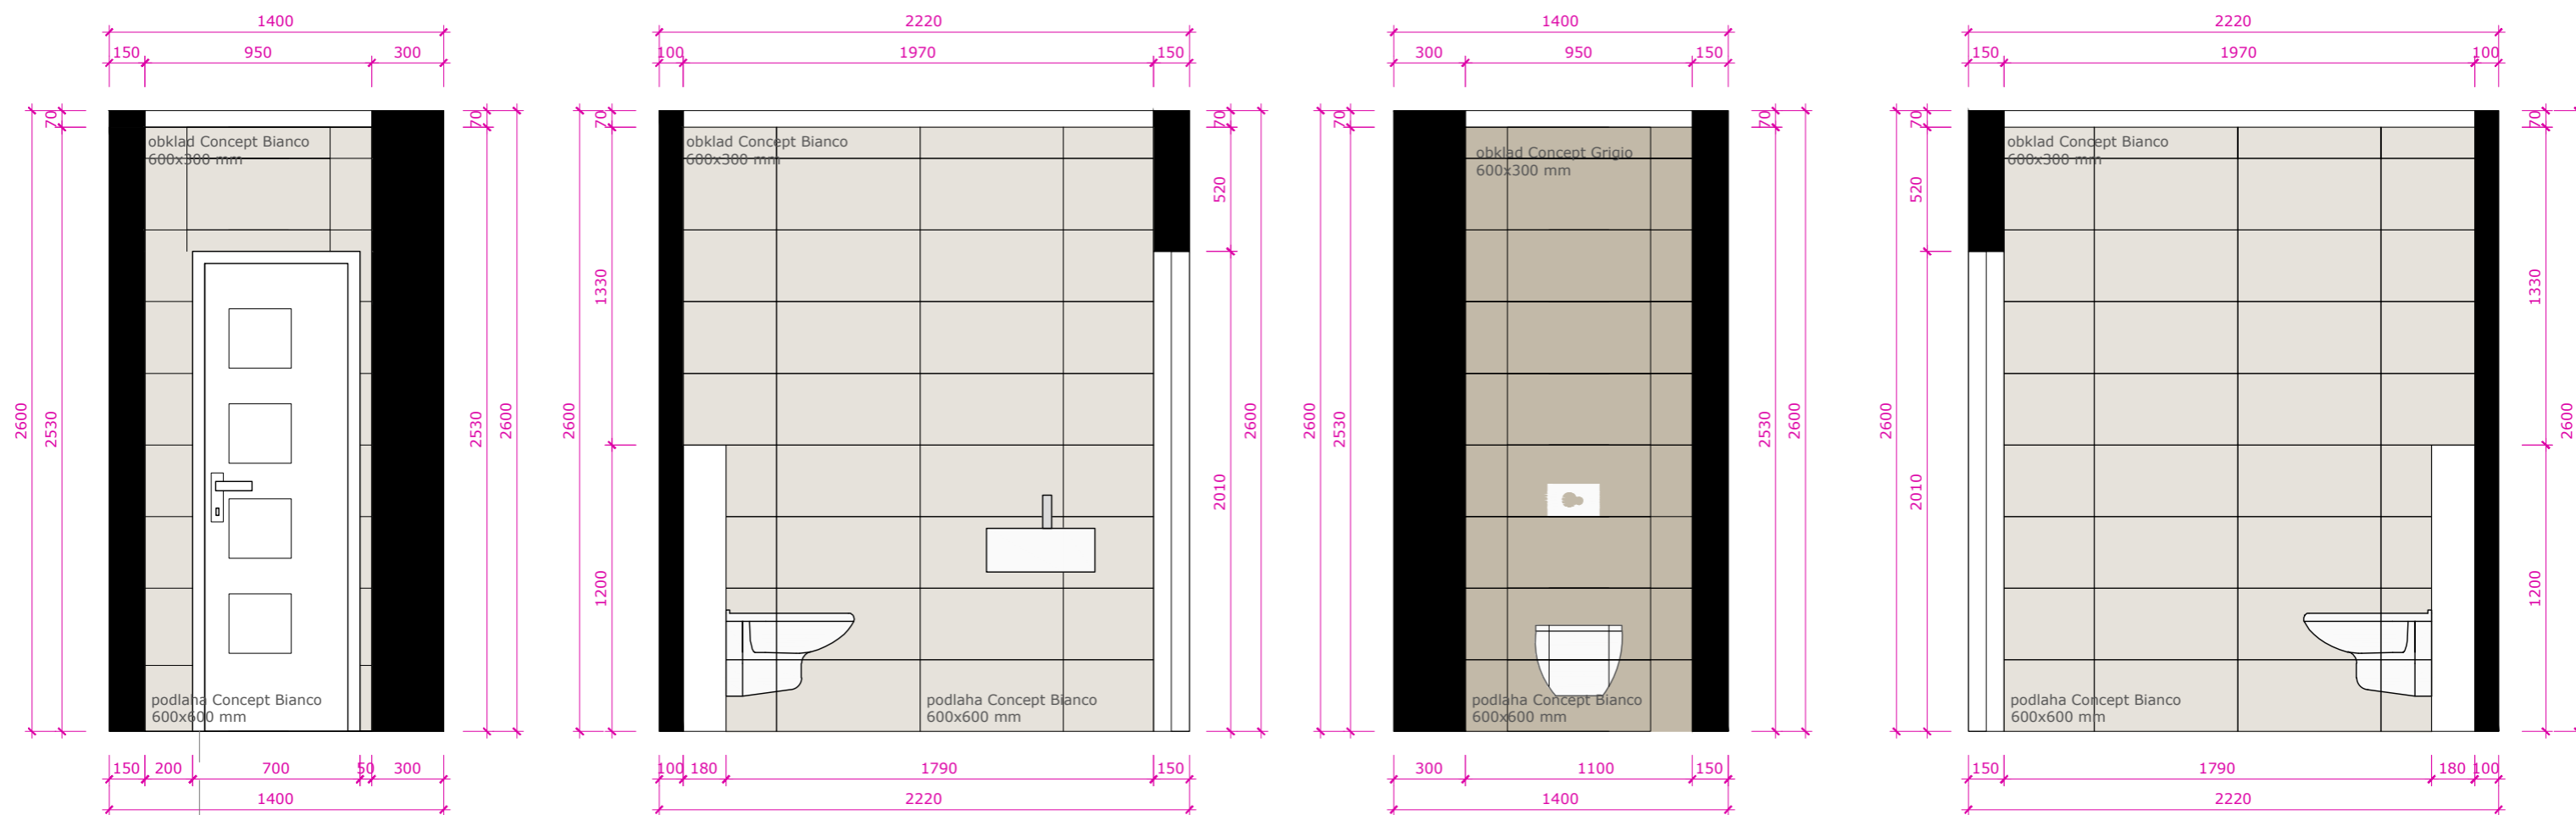 1400
150 950 300
70
2600
2530
70
2530
2600
obklad Concept Bianco
600x300 mm
podlaha Concept Bianco
600x600 mm
150 200 700 50 300
1400
2220
100 1970 150
70
2600
1330
1200
70
520
2010
2600
obklad Concept Bianco
600x300 mm
podlaha Concept Bianco
600x600 mm
100 180 1790 150
2220
1400
300 950 150
70
2600
2530
70
2530
2600
obklad Concept Grigio
600x300 mm
podlaha Concept Bianco
600x600 mm
300 1100 150
1400
2220
150 1970 100
70
2600
520
2010
70
1330
1200
2600
obklad Concept Bianco
600x300 mm
podlaha Concept Bianco
600x600 mm
150 1790 180 100
2220